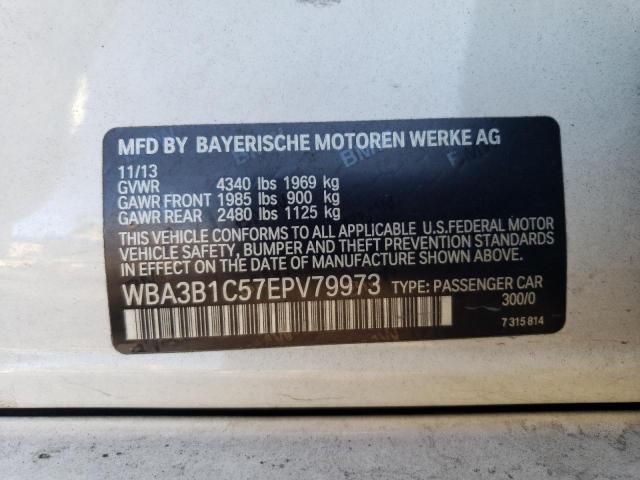 MFD BY BAYERISCHE MOTOREN WERKE AG
11/13
GVWR 4340 lbs 1969 kg
GAWR FRONT 1985 lbs 900 kg
GAWR REAR 2480 lbs 1125 kg
THIS VEHICLE CONFORMS TO ALL APPLICABLE U.S.FEDERAL MOTOR
VEHICLE SAFETY, BUMPER AND THEFT PREVENTION STANDARDS
IN EFFECT ON THE DATE OF MANUFACTURE SHOWN ABOVE.
WBA3B1C57EPV79973 TYPE: PASSENGER CAR
300/0
7 315 814